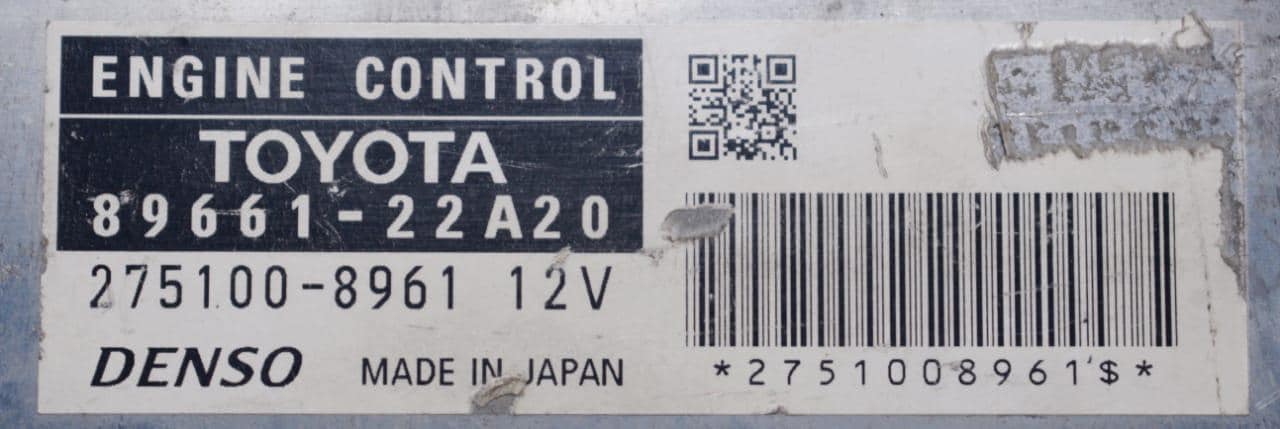 ENGINE CONTROL
TOYOTA
89661-22A20
275100-8961 12V
DENSO MADE IN JAPAN
*2751008961'$*